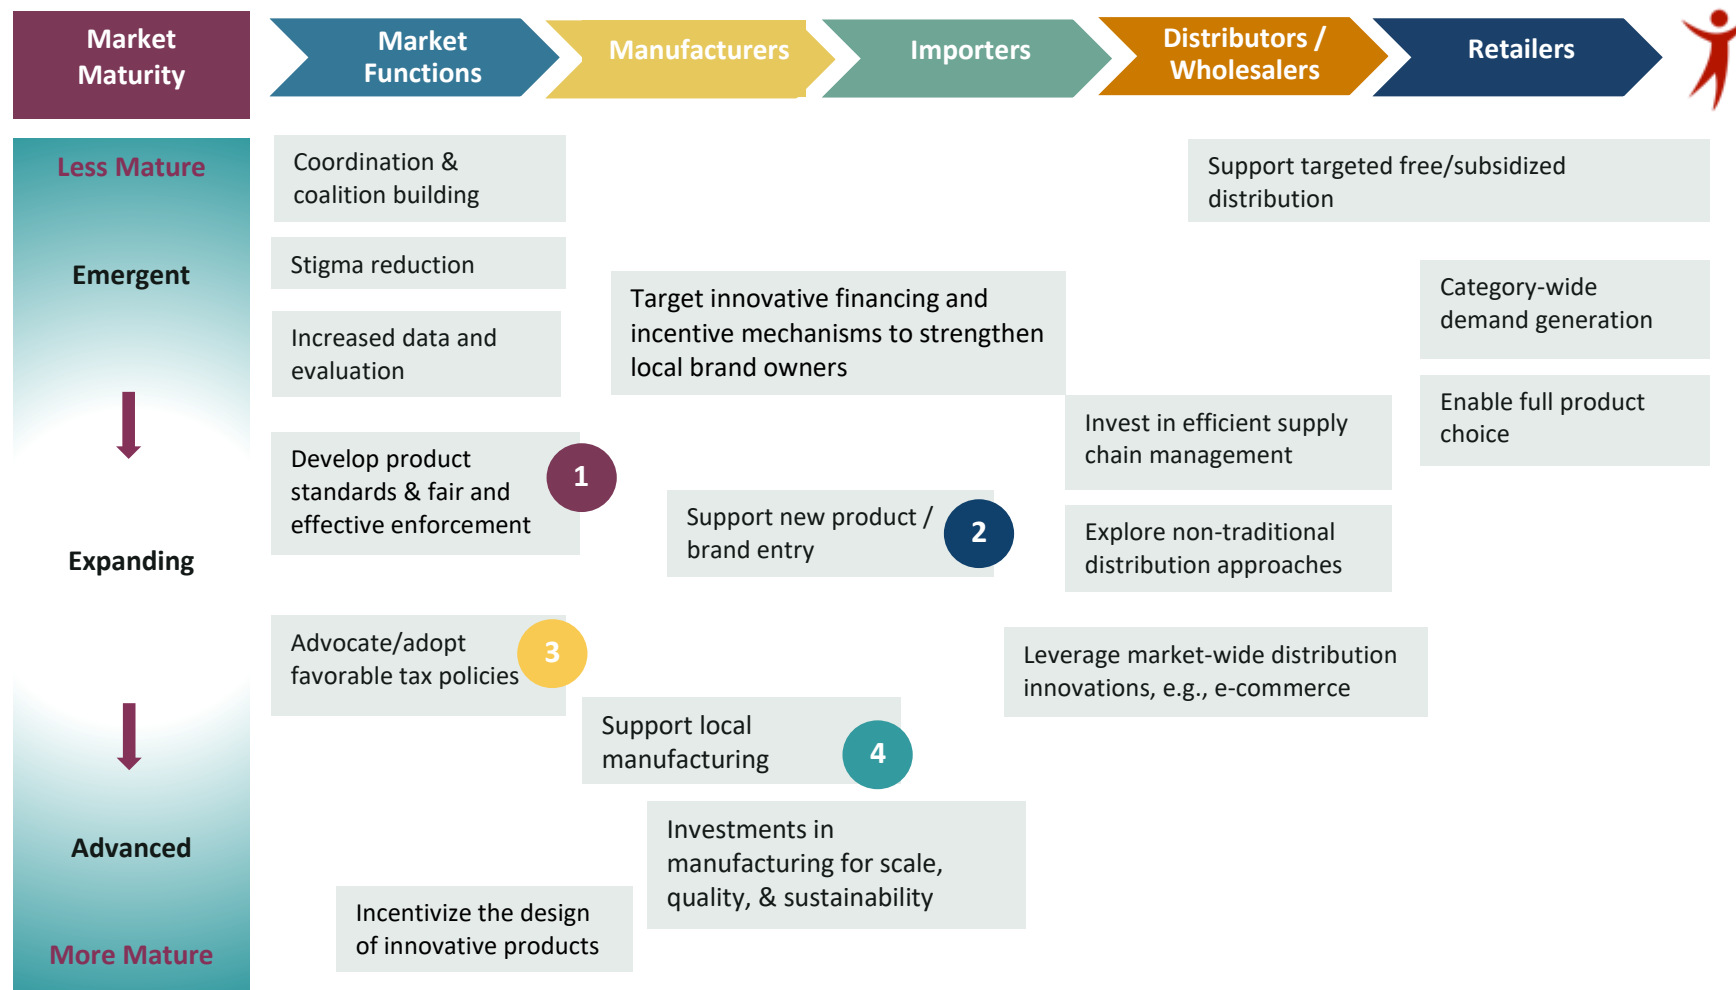 Market
Maturity
Market
Functions
Manufacturers
Importers
Distributors /
Wholesalers
Retailers
Less Mature
Emergent
Expanding
Advanced
More Mature
Coordination &
coalition building
Stigma reduction
Increased data and
evaluation
Develop product
standards & fair and
effective enforcement
1
Advocate/adopt
favorable tax policies
3
Incentivize the design
of innovative products
Target innovative financing and
incentive mechanisms to strengthen
local brand owners
Support new product /
brand entry
2
Support local
manufacturing
4
Investments in
manufacturing for scale,
quality, & sustainability
Support targeted free/subsidized
distribution
Category-wide
demand generation
Enable full product
choice
Invest in efficient supply
chain management
Explore non-traditional
distribution approaches
Leverage market-wide distribution
innovations, e.g., e-commerce